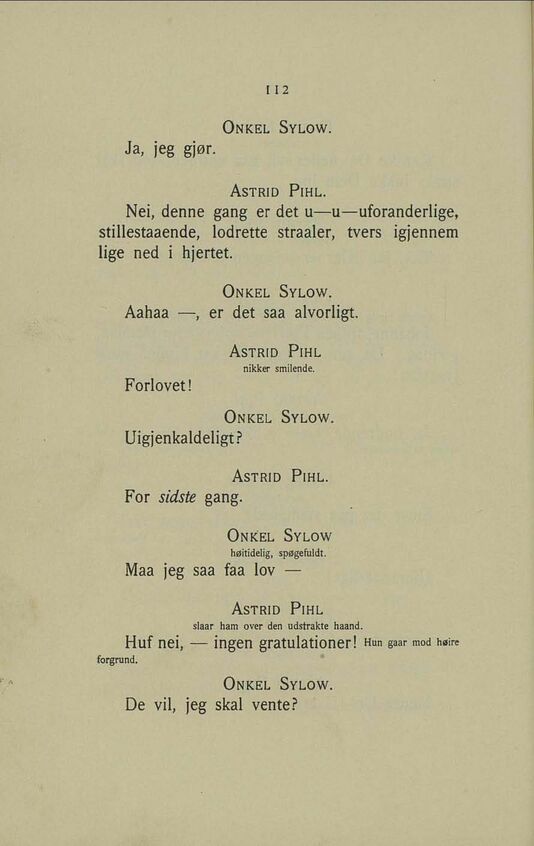 112
ONKEL SYLOW.
Ja, jeg gjør.
ASTRID PIHL.
Nei, denne gang er det u—u—uforanderlige,
stillestaaende, lodrette straaler, tvers igjennem
lige ned i hjertet.
ONKEL SYLOW.
Aahaa —, er det saa alvorligt.
ASTRID PIHL
nikker smilende.
Forlovet!
ONKEL SYLOW.
Uigjenkaldeligt?
ASTRID PIHL.
For sidste gang.
ONKEL SYLOW
høitidelig, spøgefuldt.
Maa jeg saa faa lov —
ASTRID PIHL
slaar ham over den udstrakte haand.
Huf nei, — ingen gratulationer! Hun gaar mod høire
forgrund.
ONKEL SYLOW.
De vil, jeg skal vente?